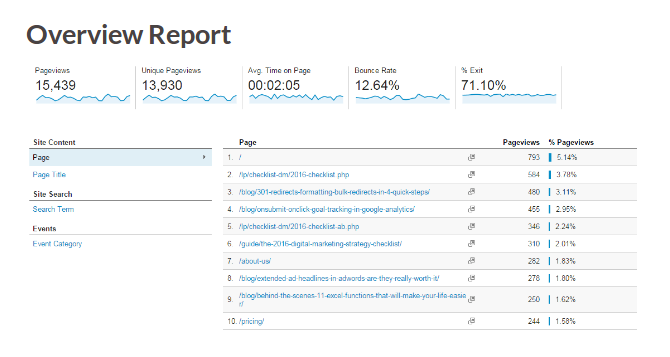 Overview Report
Pageviews
15,439
Unique Pageviews
13,930
Avg. Time on Page
00:02:05
Bounce Rate
12.64%
% Exit
71.10%
Site Content
Page
Page Title
Site Search
Search Term
Events
Event Category
Page Pageviews % Pageviews
1. / 793 5.14%
2. /lp/checklist-dm/2016-checklist.php 584 3.78%
3. /blog/301-redirects-formatting-bulk-redirects-in-4-quick-steps/ 480 3.11%
4. /blog/onsubmit-onclick-goal-tracking-in-google-analytics/ 455 2.95%
5. /lp/checklist-dm/2016-checklist-ab.php 346 2.24%
6. /guide/the-2016-digital-marketing-strategy-checklist/ 310 2.01%
7. /about-us/ 282 1.83%
8. /blog/extended-ad-headlines-in-adwords-are-they-really-worth-it/ 278 1.80%
9. /blog/behind-the-scenes-11-excel-functions-that-will-make-your-life-easie
r/ 250 1.62%
10. /pricing/ 244 1.58%